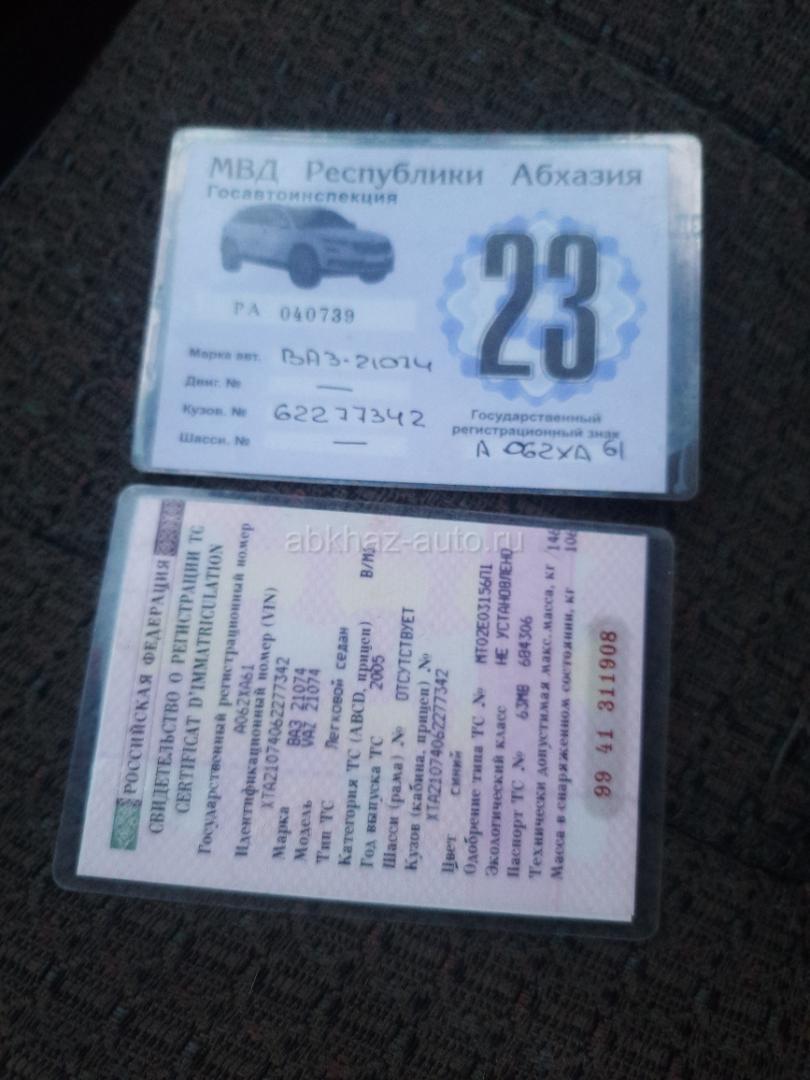 МВД Республики Абхазия
Госавтоинспекция
23
РА 040739
Марка авт. ВАЗ-21074
Двиг. № —
Кузов. № 62277342
Шасси. № —
Государственный
регистрационный знак
А 062ХА 61
abkhaz-auto.ru
РОССИЙСКАЯ ФЕДЕРАЦИЯ
СВИДЕТЕЛЬСТВО О РЕГИСТРАЦИИ ТС
CERTIFICAT D'IMMATRICULATION
Государственный регистрационный номер
А062ХА61
Идентификационный номер (VIN)
ХТА21074062277342
Марка ВАЗ 21074
Модель VAZ 21074
Тип ТС Легковой седан
Категория ТС (ABCD, прицеп) В/М1
Год выпуска ТС 2005
Шасси (рама) № ОТСУТСТВУЕТ
Кузов (кабина, прицеп) №
ХТА21074062277342
Цвет синий
Одобрение типа ТС № МТ02Е03156П1
Экологический класс НЕ УСТАНОВЛЕНО
Паспорт ТС № 63МВ 684306
Технически допустимая макс. масса, кг 146
Масса в снаряженном состоянии, кг 106
99 41 311908